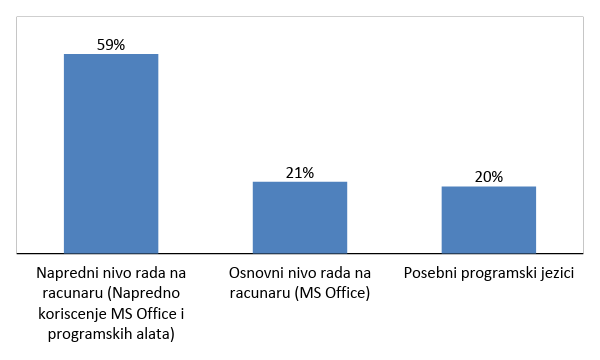 59%
21%
20%
Napredni nivo rada na
racunaru (Napredno
koriscenje MS Office i
programskih alata)
Osnovni nivo rada na
racunaru (MS Office)
Posebni programski jezici